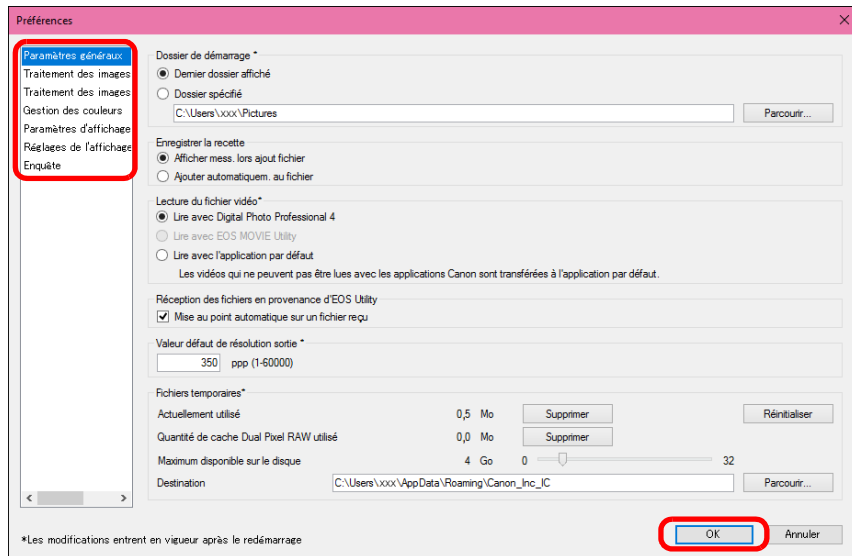 Préférences
Paramètres généraux
Traitement des images
Traitement des images
Gestion des couleurs
Paramètres d'affichage
Réglages de l'affichage
Enquête
Dossier de démarrage *
Dernier dossier affiché
Dossier spécifié
C:\Users\xxx\Pictures Parcourir...
Enregistrer la recette
Afficher mess. lors ajout fichier
Ajouter automatiquem. au fichier
Lecture du fichier vidéo*
Lire avec Digital Photo Professional 4
Lire avec EOS MOVIE Utility
Lire avec l'application par défaut
Les vidéos qui ne peuvent pas être lues avec les applications Canon sont transférées à l'application par défaut.
Réception des fichiers en provenance d'EOS Utility
Mise au point automatique sur un fichier reçu
Valeur défaut de résolution sortie *
350 ppp (1-60000)
Fichiers temporaires*
Actuellement utilisé 0,5 Mo Supprimer Réinitialiser
Quantité de cache Dual Pixel RAW utilisé 0,0 Mo Supprimer
Maximum disponible sur le disque 4 Go 0 32
Destination C:\Users\xxx\AppData\Roaming\Canon_Inc_IC Parcourir...
*Les modifications entrent en vigueur après le redémarrage
OK Annuler